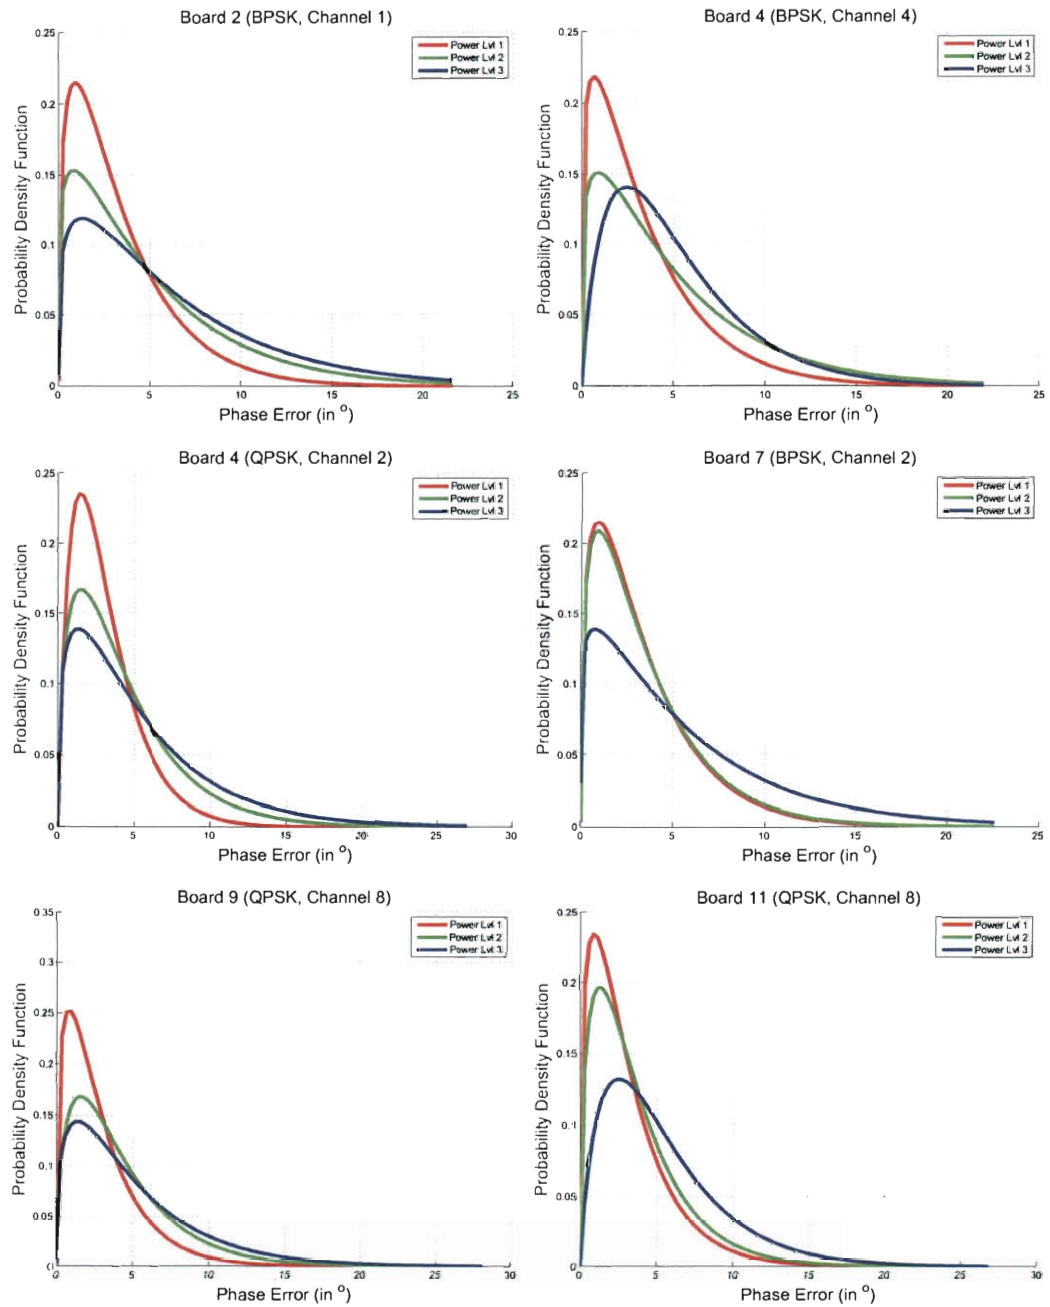 Board 2 (BPSK, Channel 1)
0.25
0.2
0.15
0.1
0.05
0
Probability Density Function
Power Lvl 1
Power Lvl 2
Power Lvl 3
0 5 10 15 20 25
Phase Error (in °)
Board 4 (BPSK, Channel 4)
0.25
0.2
0.15
0.1
0.05
0
Probability Density Function
Power Lvl 1
Power Lvl 2
Power Lvl 3
0 5 10 15 20 25
Phase Error (in °)
Board 4 (QPSK, Channel 2)
0.25
0.2
0.15
0.1
0.05
0
Probability Density Function
Power Lvl 1
Power Lvl 2
Power Lvl 3
0 5 10 15 20 25 30
Phase Error (in °)
Board 7 (BPSK, Channel 2)
0.25
0.2
0.15
0.1
0.05
0
Probability Density Function
Power Lvl 1
Power Lvl 2
Power Lvl 3
0 5 10 15 20 25
Phase Error (in °)
Board 9 (QPSK, Channel 8)
0.35
0.3
0.25
0.2
0.15
0.1
0.05
0
Probability Density Function
Power Lvl 1
Power Lvl 2
Power Lvl 3
0 5 10 15 20 25 30
Phase Error (in °)
Board 11 (QPSK, Channel 8)
0.25
0.2
0.15
0.1
0.05
0
Probability Density Function
Power Lvl 1
Power Lvl 2
Power Lvl 3
0 5 10 15 20 25 30
Phase Error (in °)